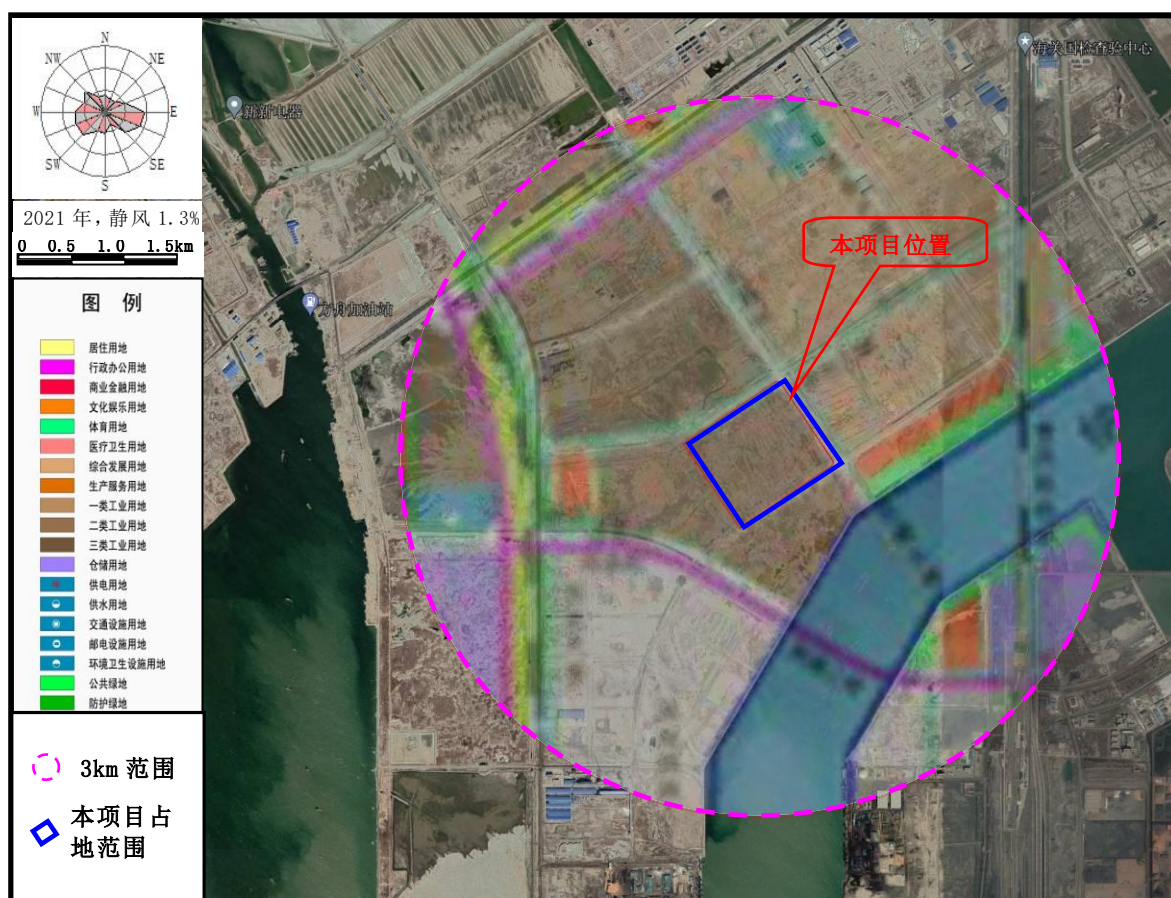 N
NW
NE
W
E
SW
SE
S
2021 年，静风 1.3%
0 0.5 1.0 1.5km
图 例
居住用地
行政办公用地
商业金融用地
文化娱乐用地
体育用地
医疗卫生用地
综合发展用地
生产服务用地
一类工业用地
二类工业用地
三类工业用地
仓储用地
供电用地
供水用地
交通设施用地
邮电设施用地
环境卫生设施用地
公共绿地
防护绿地
3km 范围
本项目占
地范围
海关国检查验中心
新新电器
本项目位置
方舟加油站